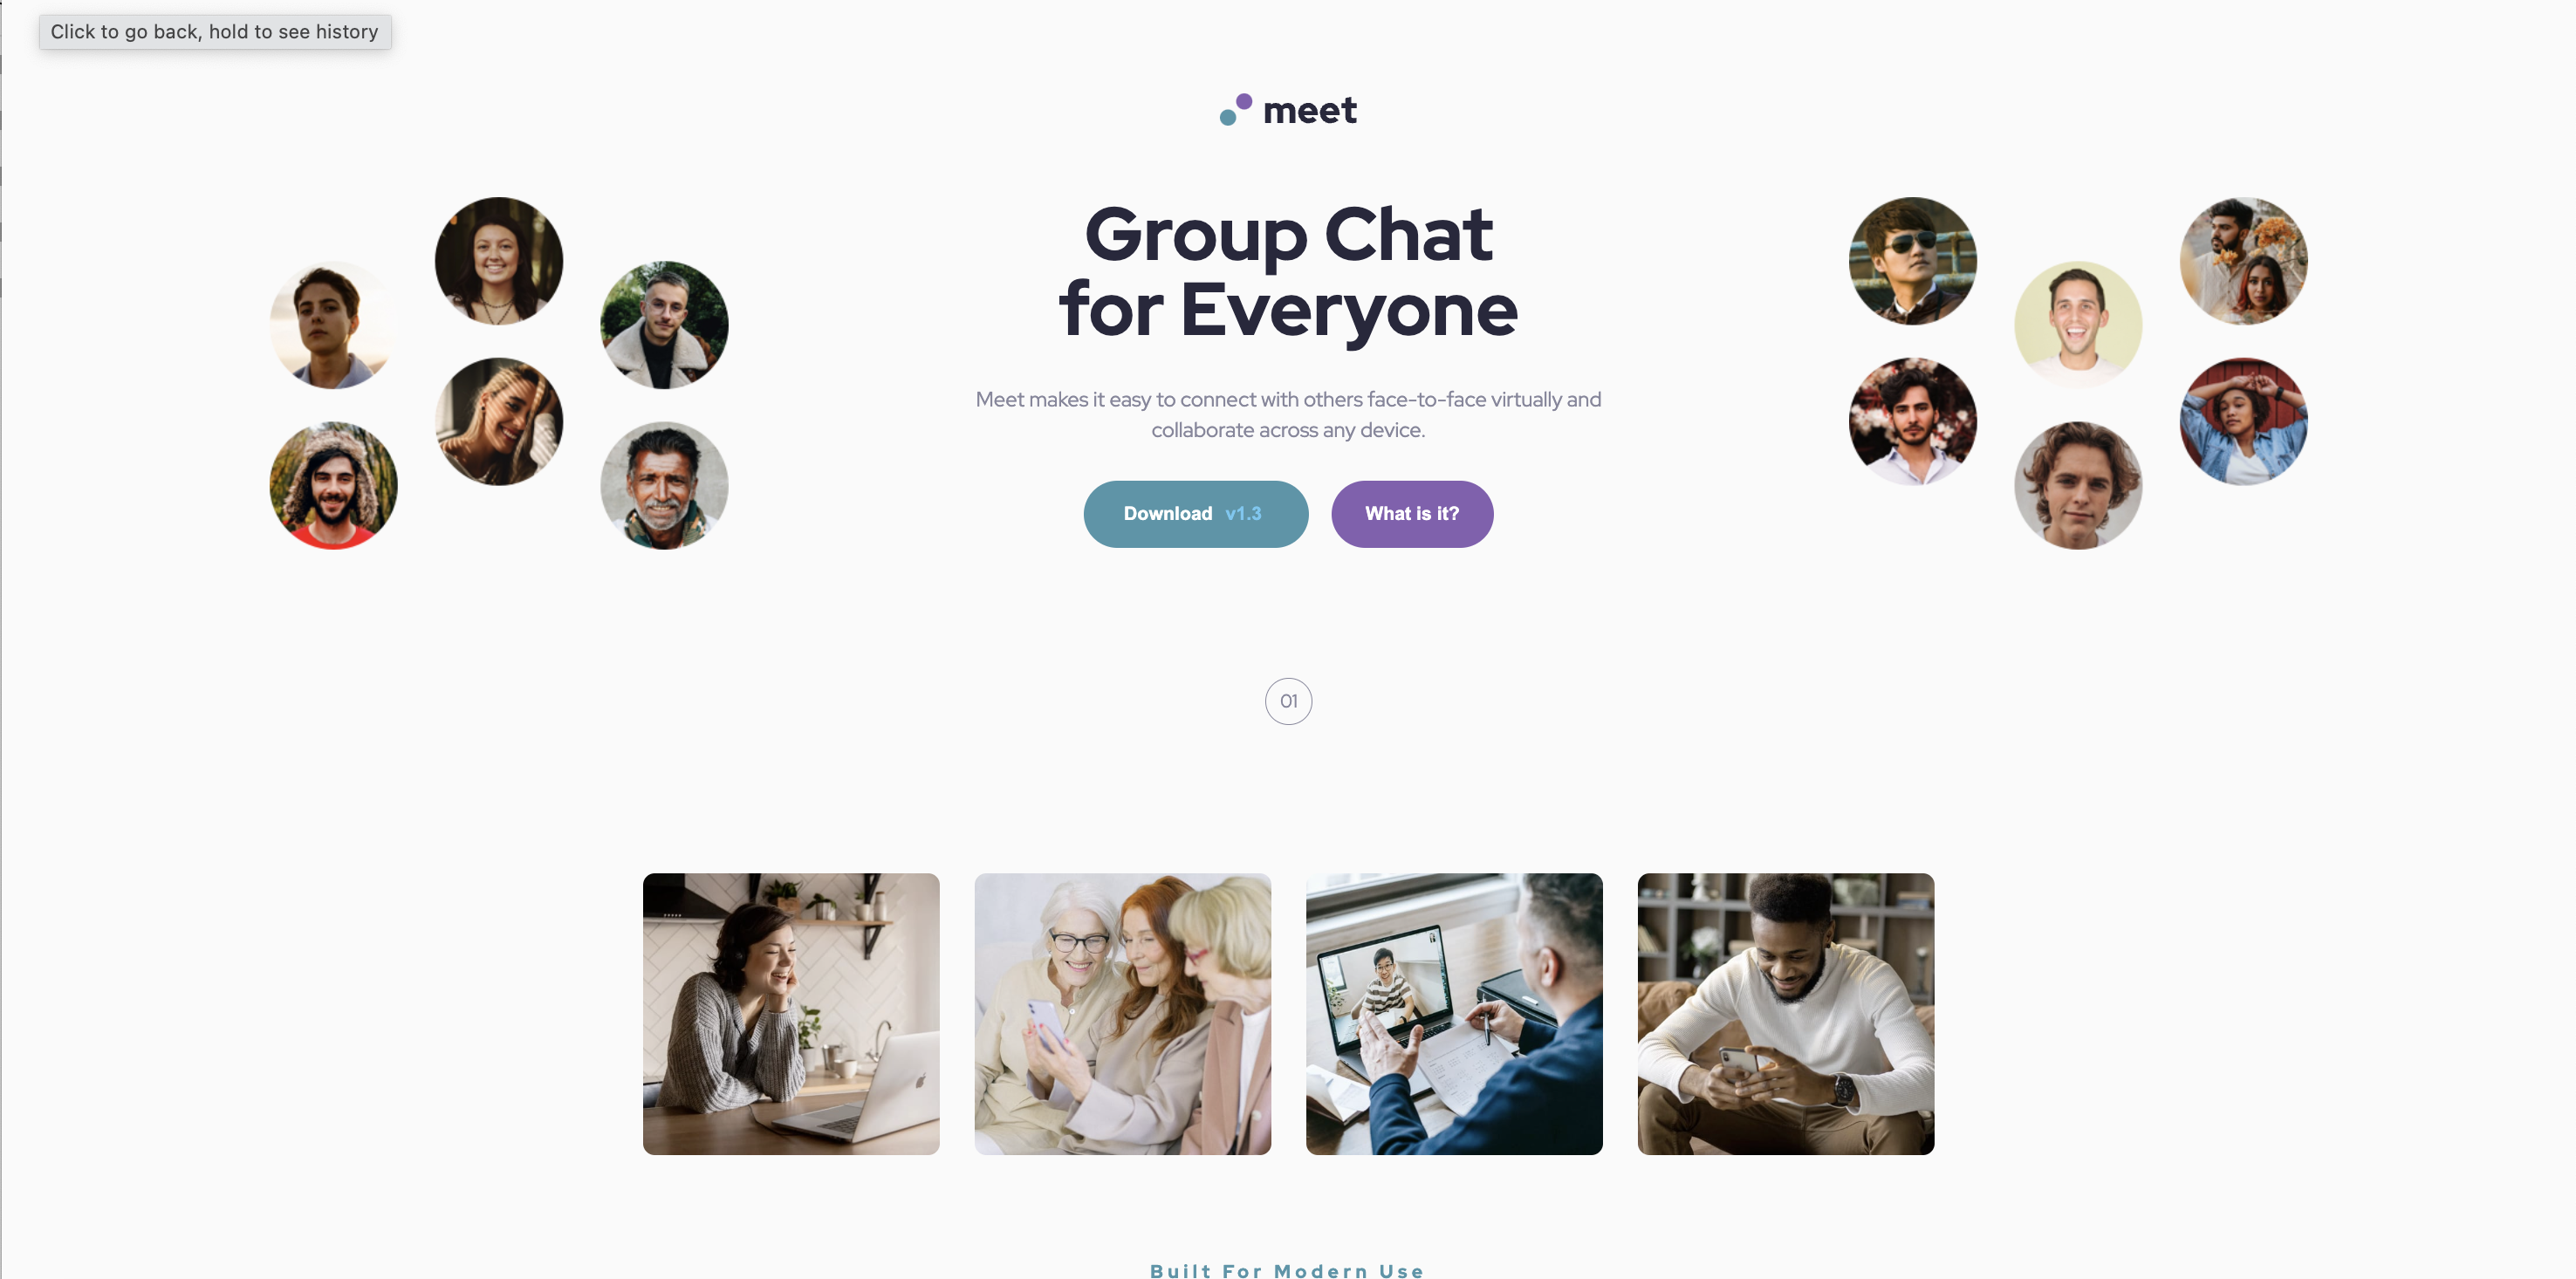 Click to go back, hold to see history
meet
Group Chat
for Everyone
Meet makes it easy to connect with others face-to-face virtually and
collaborate across any device.
Download v1.3
What is it?
01
Built For Modern Use